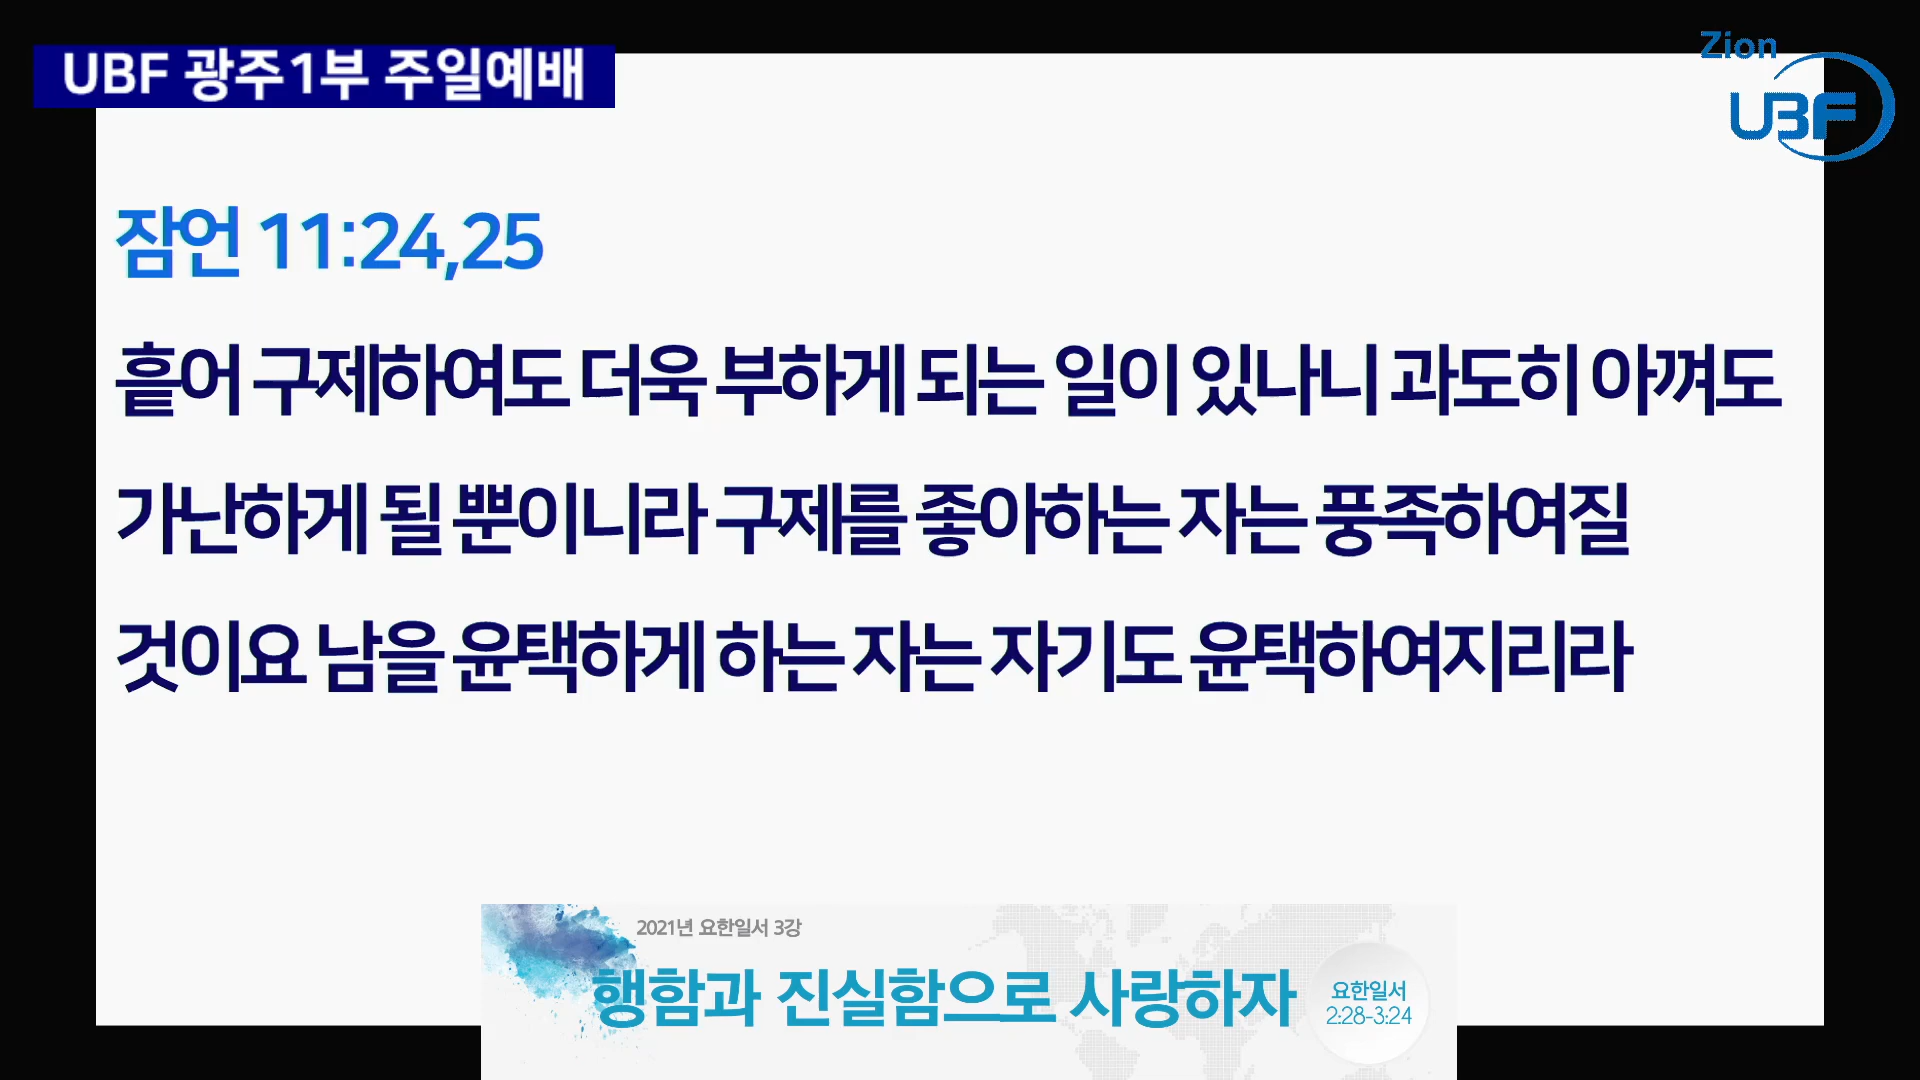 UBF 광주1부 주일예배
Zion
UBF
잠언 11:24,25
흩어 구제하여도 더욱 부하게 되는 일이 있나니 과도히 아껴도
가난하게 될 뿐이니라 구제를 좋아하는 자는 풍족하여질
것이요 남을 윤택하게 하는 자는 자기도 윤택하여지리라
2021년 요한일서 3강
행함과 진실함으로 사랑하자
요한일서
2:28-3:24